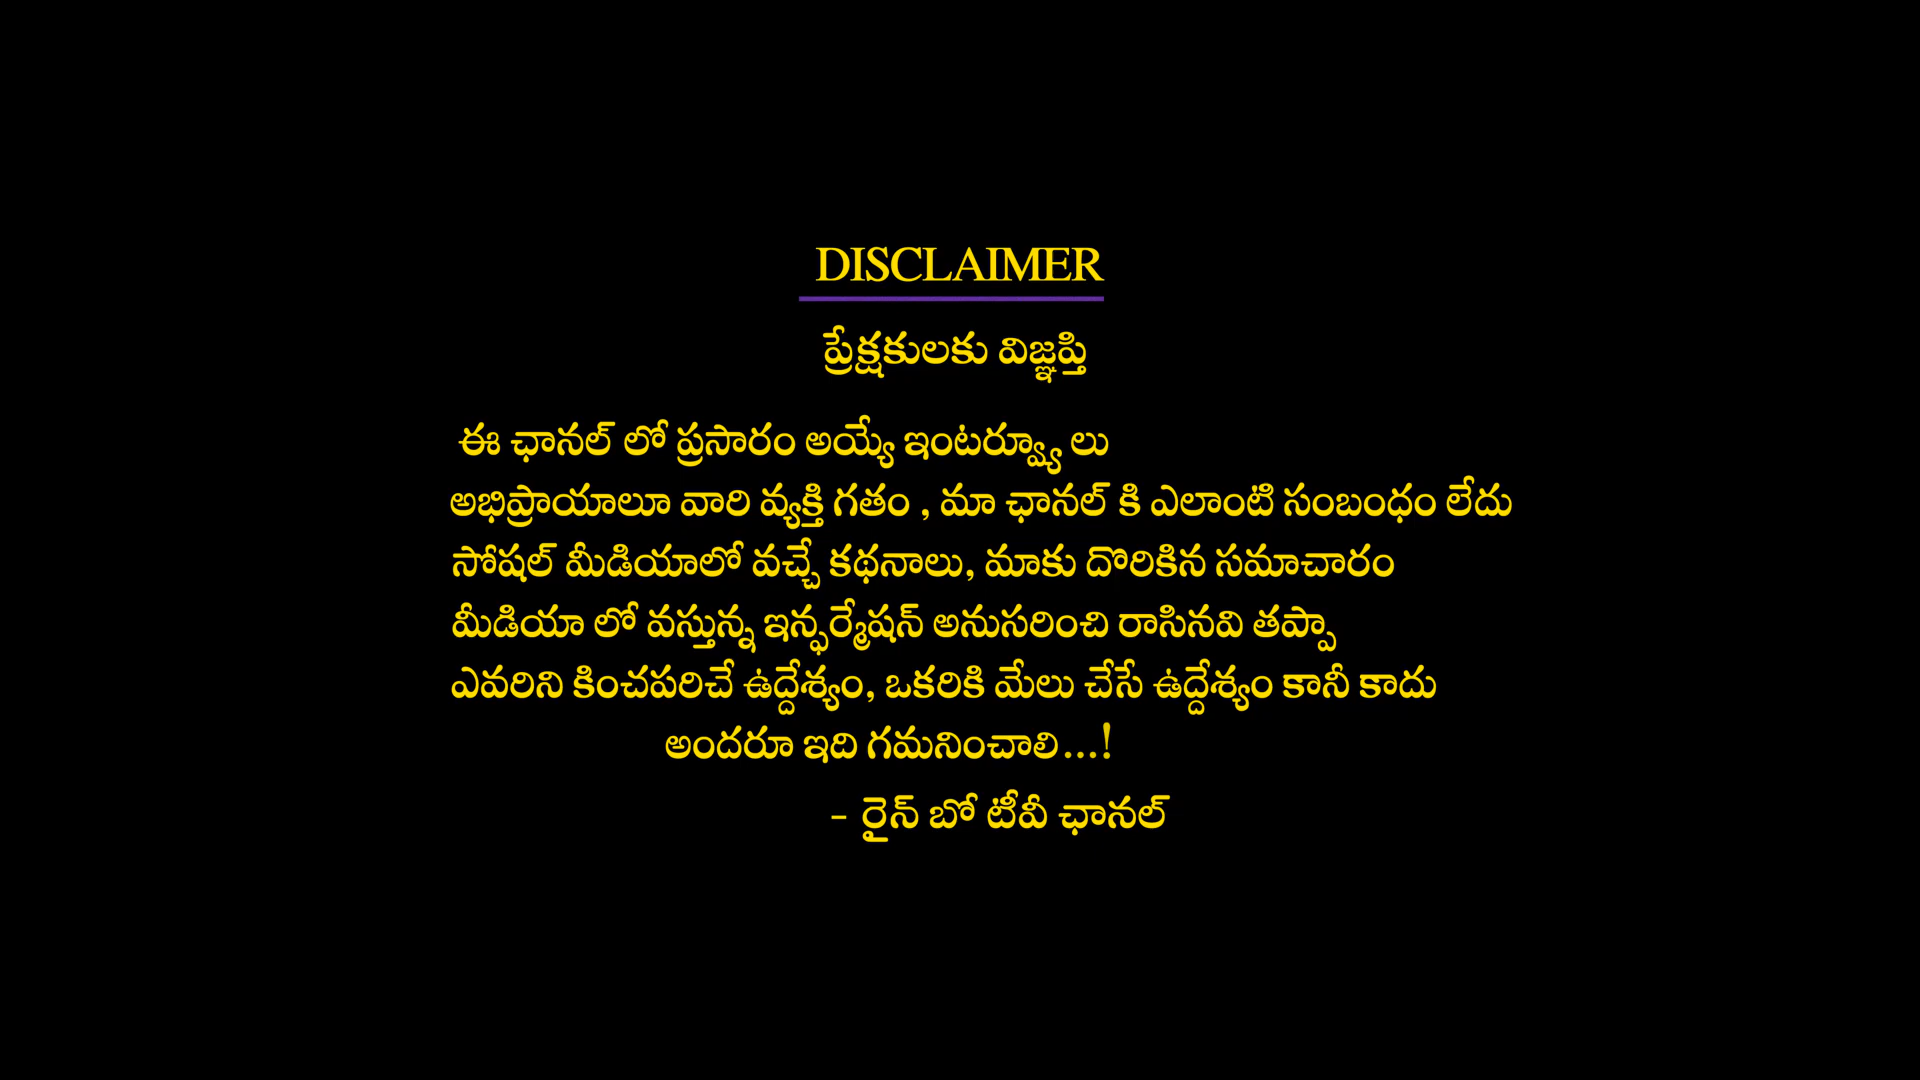 DISCLAIMER
ప్రేక్షకులకు విజ్ఞప్తి
ఈ ఛానల్ లో ప్రసారం అయ్యే ఇంటర్వ్యూ లు
అభిప్రాయాలూ వారి వ్యక్తి గతం , మా ఛానల్ కి ఎలాంటి సంబంధం లేదు
సోషల్ మీడియాలో వచ్చే కథనాలు, మాకు దొరికిన సమాచారం
మీడియా లో వస్తున్న ఇన్ఫర్మేషన్ అనుసరించి రాసినవి తప్పా
ఎవరిని కించపరిచే ఉద్దేశ్యం, ఒకరికి మేలు చేసే ఉద్దేశ్యం కానీ కాదు
అందరూ ఇది గమనించాలి...!
- రైన్ బో టీవీ ఛానల్